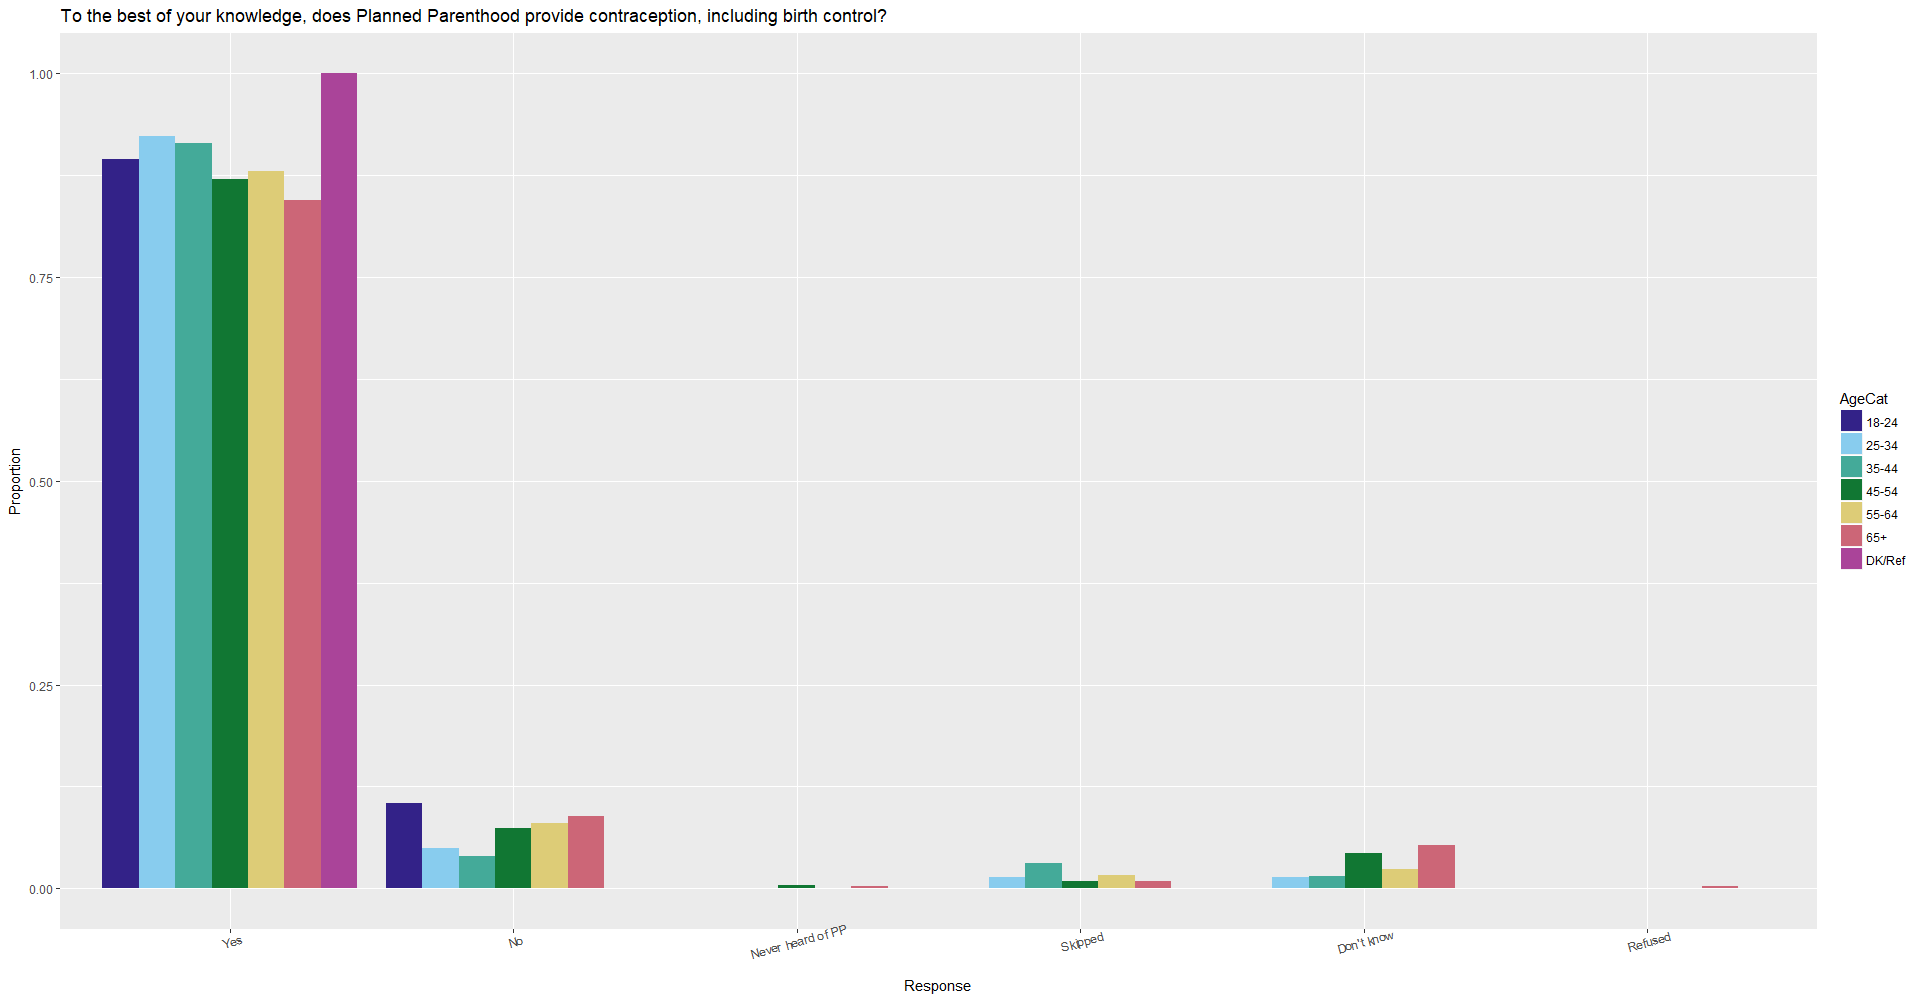 To the best of your knowledge, does Planned Parenthood provide contraception, including birth control?
1.00
0.75
0.50
0.25
0.00
Proportion
Yes
No
Never heard of PP
Skipped
Don't know
Refused
Response
AgeCat
18-24
25-34
35-44
45-54
55-64
65+
DK/Ref